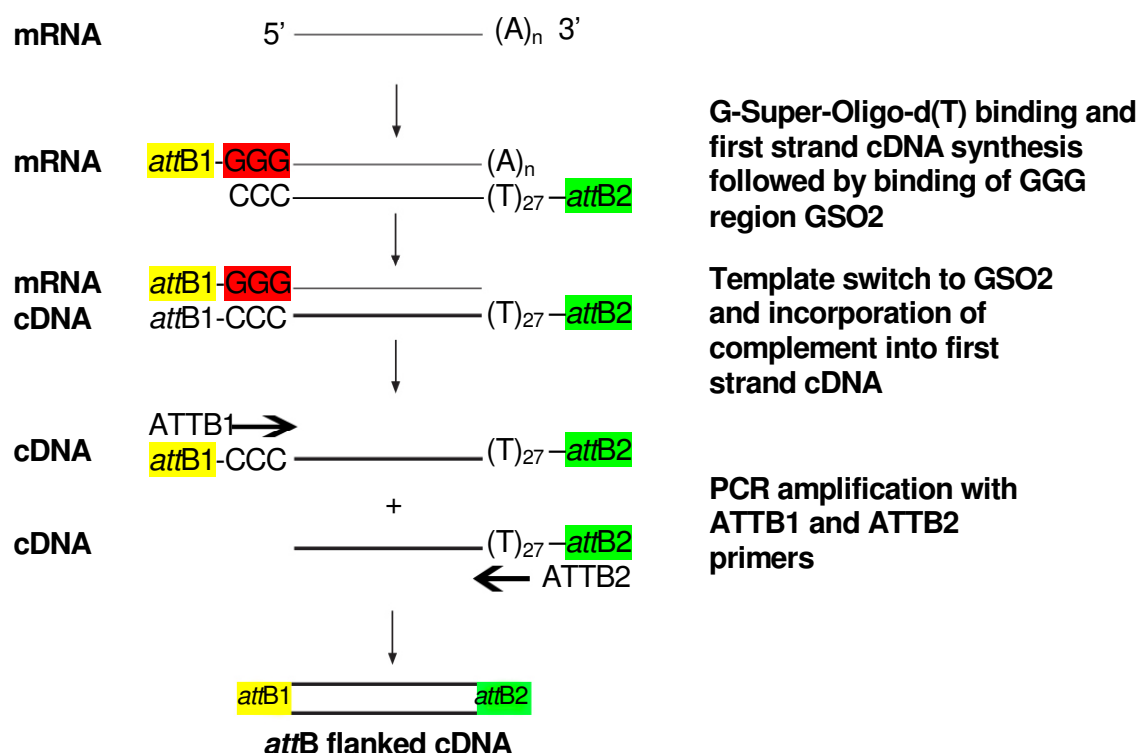 mRNA 5’ (A)n 3’
G-Super-Oligo-d(T) binding and
first strand cDNA synthesis
followed by binding of GGG
region GSO2
mRNA attB1-GGG (A)n
CCC (T)27 attB2
Template switch to GSO2
and incorporation of
complement into first
strand cDNA
mRNA attB1-GGG
cDNA attB1-CCC (T)27 attB2
ATTB1
cDNA attB1-CCC (T)27 attB2
+
PCR amplification with
ATTB1 and ATTB2
primers
cDNA (T)27 attB2
ATTB2
attB1 attB2
attB flanked cDNA